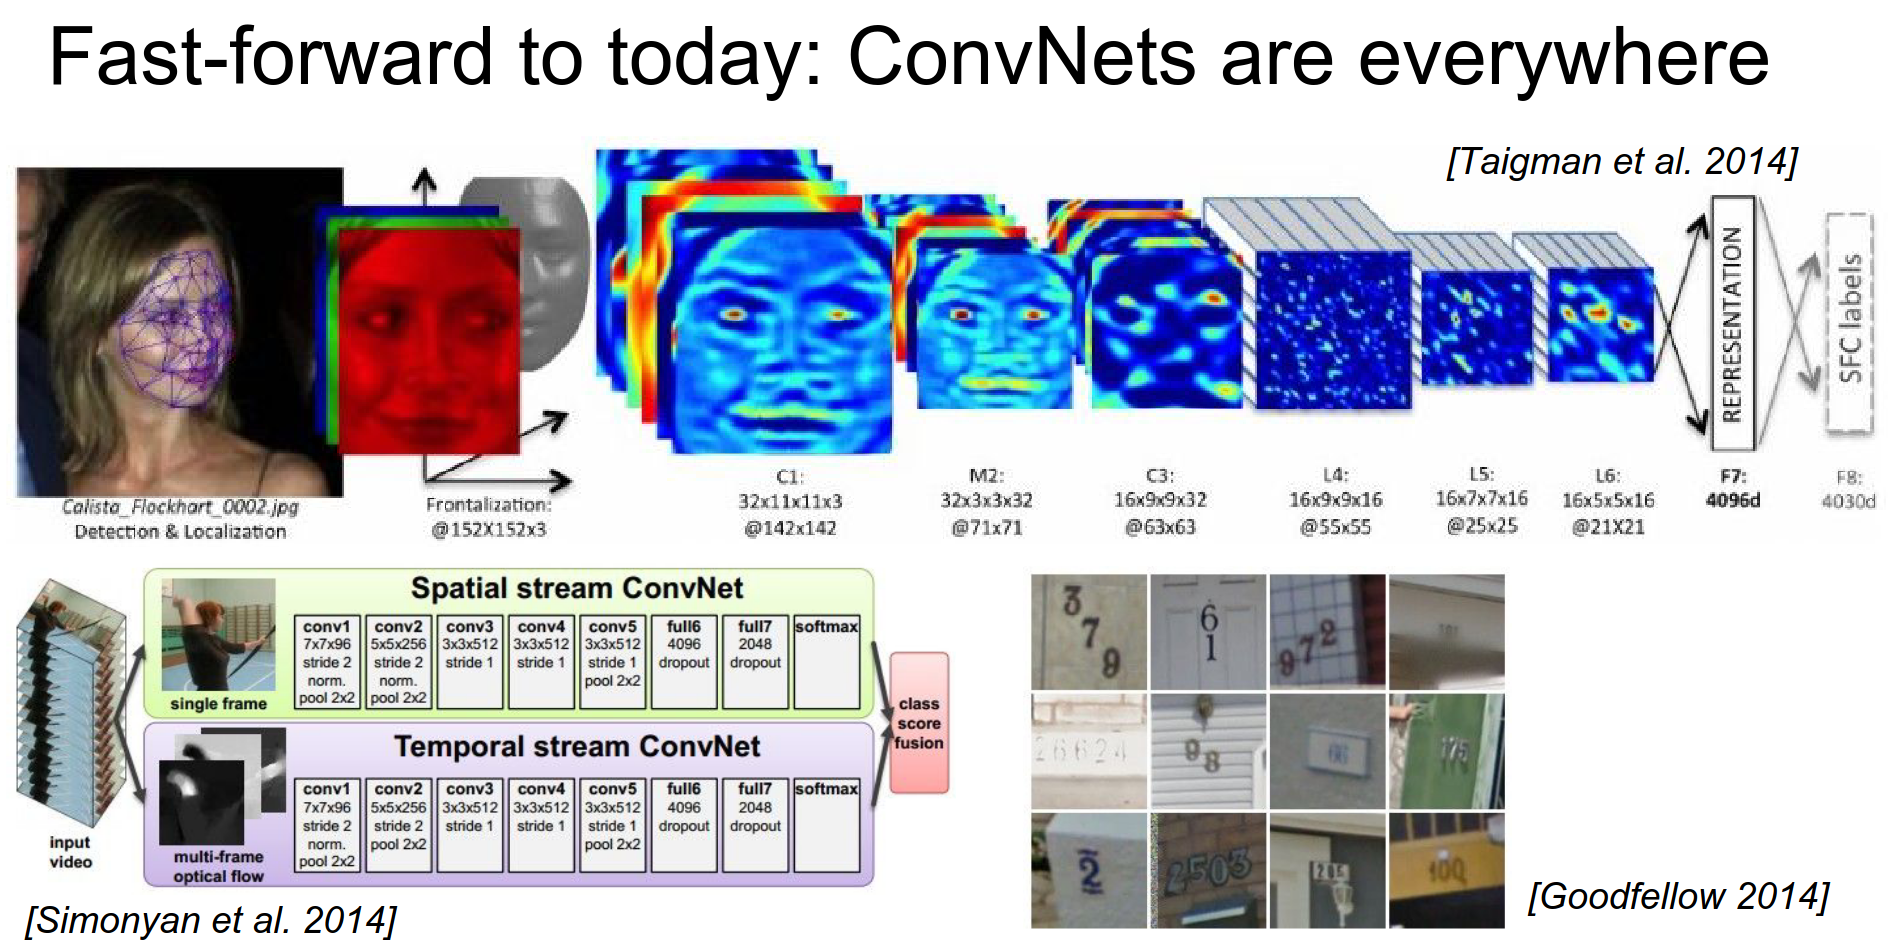 Fast-forward to today: ConvNets are everywhere
[Taigman et al. 2014]
REPRESENTATION
SFC labels
Calista_Flockhart_0002.jpg
Detection & Localization
Frontalization:
@152X152x3
C1:
32x11x11x3
@142x142
M2:
32x3x3x32
@71x71
C3:
16x9x9x32
@63x63
L4:
16x9x9x16
@55x55
L5:
16x7x7x16
@25x25
L6:
16x5x5x16
@21X21
F7:
4096d
F8:
4030d
input
video
Spatial stream ConvNet
single frame
conv1
7x7x96
stride 2
norm.
pool 2x2
conv2
5x5x256
stride 2
norm.
pool 2x2
conv3
3x3x512
stride 1
conv4
3x3x512
stride 1
conv5
3x3x512
stride 1
pool 2x2
full6
4096
dropout
full7
2048
dropout
softmax
Temporal stream ConvNet
multi-frame
optical flow
conv1
7x7x96
stride 2
norm.
pool 2x2
conv2
5x5x256
stride 2
pool 2x2
conv3
3x3x512
stride 1
conv4
3x3x512
stride 1
conv5
3x3x512
stride 1
pool 2x2
full6
4096
dropout
full7
2048
dropout
softmax
class
score
fusion
[Simonyan et al. 2014]
379
61
972
26624
98
66
175
2
2503
206
100
[Goodfellow 2014]